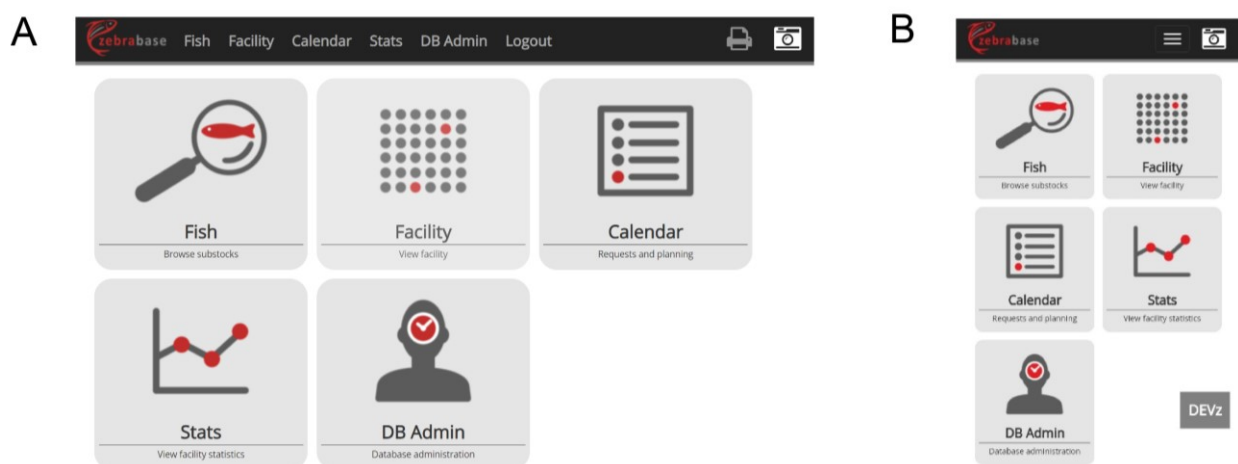 A
zebrabase Fish Facility Calendar Stats DB Admin Logout
Fish
Browse substocks
Facility
View facility
Calendar
Requests and planning
Stats
View facility statistics
DB Admin
Database administration
B
zebrabase
Fish
Browse substocks
Facility
View facility
Calendar
Requests and planning
Stats
View facility statistics
DB Admin
Database administration
DEVz